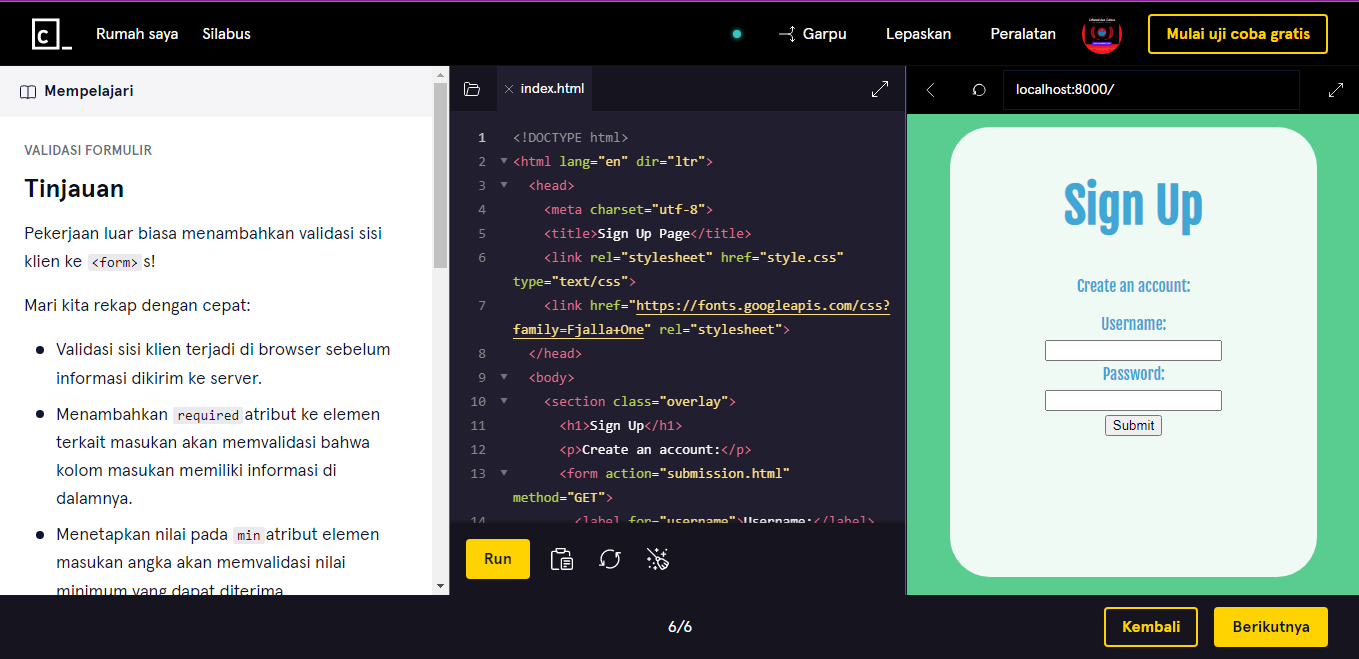 Rumah saya Silabus Garpu Lepaskan Peralatan Mulai uji coba gratis
Mempelajari
VALIDASI FORMULIR
Tinjauan
Pekerjaan luar biasa menambahkan validasi sisi
klien ke <form> s!
Mari kita rekap dengan cepat:
Validasi sisi klien terjadi di browser sebelum
informasi dikirim ke server.
Menambahkan required atribut ke elemen
terkait masukan akan memvalidasi bahwa
kolom masukan memiliki informasi di
dalamnya.
Menetapkan nilai pada min atribut elemen
masukan angka akan memvalidasi nilai
minimum yang dapat diterima.
index.html
1 <!DOCTYPE html>
2 <html lang="en" dir="ltr">
3 <head>
4 <meta charset="utf-8">
5 <title>Sign Up Page</title>
6 <link rel="stylesheet" href="style.css"
type="text/css">
7 <link href="https://fonts.googleapis.com/css?
family=Fjalla+One" rel="stylesheet">
8 </head>
9 <body>
10 <section class="overlay">
11 <h1>Sign Up</h1>
12 <p>Create an account:</p>
13 <form action="submission.html"
method="GET">
14 <label for="username">Username:</label>
Run
localhost:8000/
Sign Up
Create an account:
Username:
Password:
Submit
6/6
Kembali Berikutnya